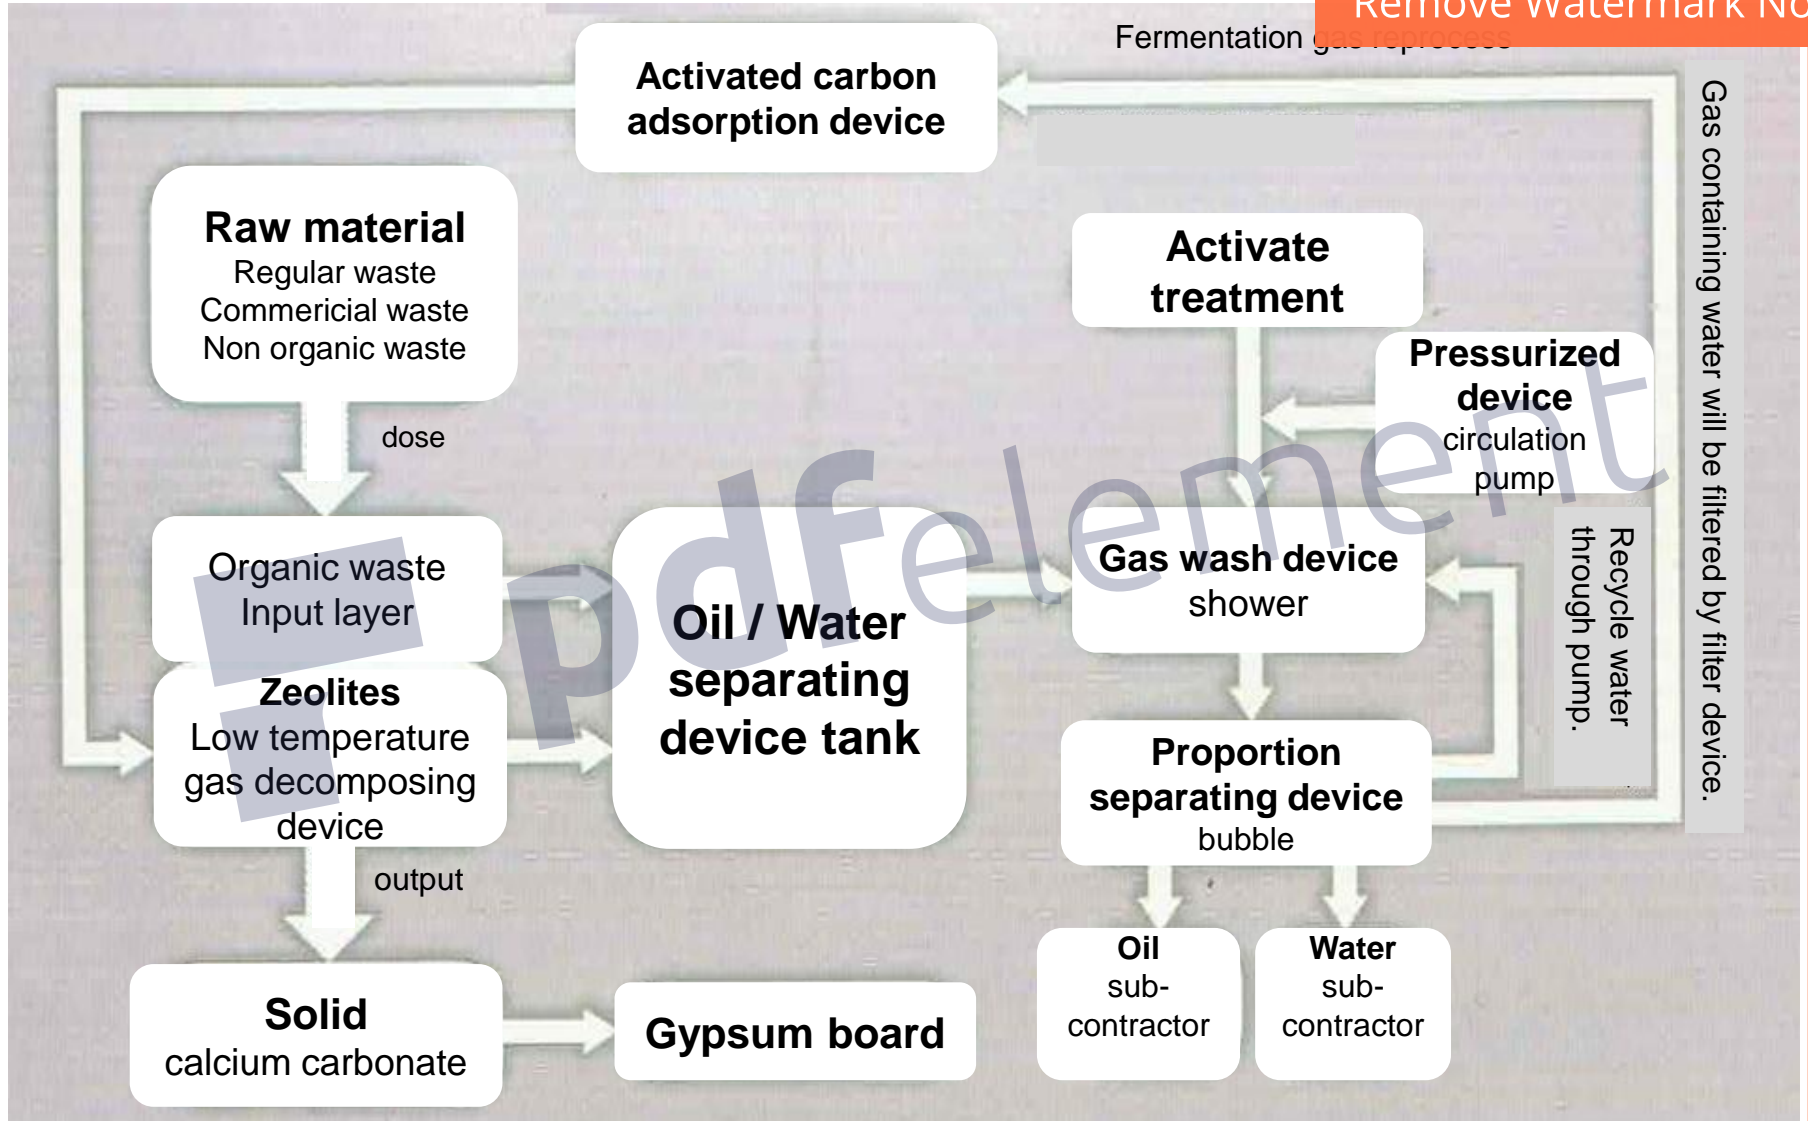 Remove Watermark No
Fermentation gas reprocess
Activated carbon
adsorption device
Raw material
Regular waste
Commericial waste
Non organic waste
dose
Organic waste
Input layer
Zeolites
Low temperature
gas decomposing
device
output
Solid
calcium carbonate
Gypsum board
Oil / Water
separating
device tank
Activate
treatment
Pressurized
device
circulation
pump
Gas wash device
shower
Proportion
separating device
bubble
Oil
sub-
contractor
Water
sub-
contractor
Recycle water
through pump.
Gas containing water will be filtered by filter device.
pdfelement